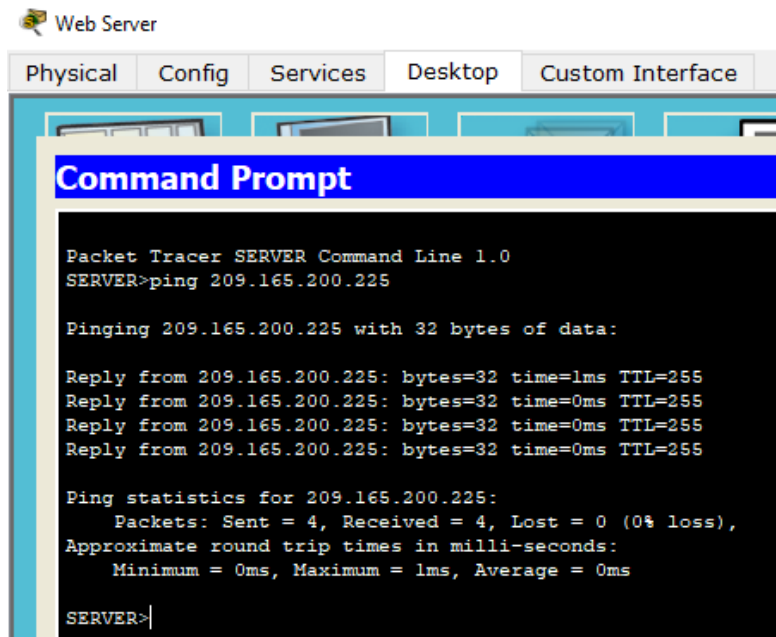 Web Server
Physical Config Services Desktop Custom Interface
Command Prompt
Packet Tracer SERVER Command Line 1.0
SERVER>ping 209.165.200.225
Pinging 209.165.200.225 with 32 bytes of data:
Reply from 209.165.200.225: bytes=32 time=1ms TTL=255
Reply from 209.165.200.225: bytes=32 time=0ms TTL=255
Reply from 209.165.200.225: bytes=32 time=0ms TTL=255
Reply from 209.165.200.225: bytes=32 time=0ms TTL=255
Ping statistics for 209.165.200.225:
Packets: Sent = 4, Received = 4, Lost = 0 (0% loss),
Approximate round trip times in milli-seconds:
Minimum = 0ms, Maximum = 1ms, Average = 0ms
SERVER>